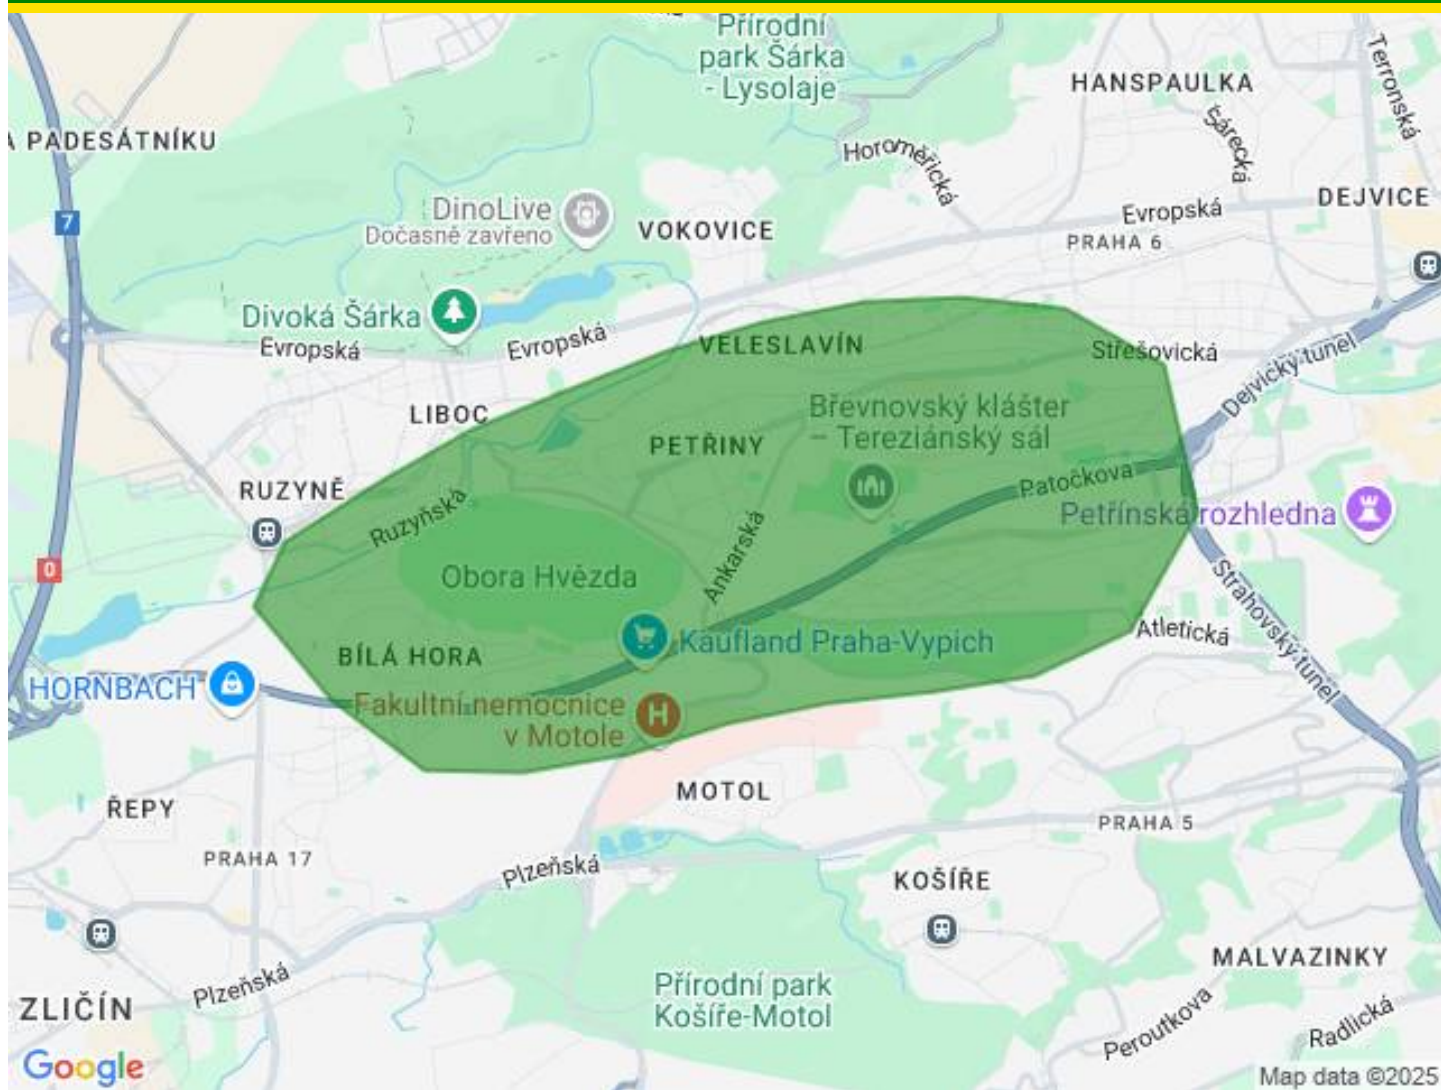 Přírodní
park Šárka
- Lysolaje
HANSPAULKA
Terronská
PADESÁTNÍKU
Šárecká
Horoměřická
7
DinoLive
Dočasně zavřeno
VOKOVICE
Evropská
DEJVICE
PRAHA 6
Divoká Šárka
Evropská
Evropská
VELESLAVÍN
Střešovická
Dejvický tunel
LIBOC
PETŘINY
Břevnovský klášter
– Tereziánský sál
RUZYNĚ
Ruzyňská
Patočkova
Petřínská rozhledna
Ankarská
0
Obora Hvězda
Strahovský tunel
BÍLÁ HORA
Kaufland Praha-Vypich
Atletická
HORNBACH
Fakultní nemocnice
v Motole
H
MOTOL
ŘEPY
PRAHA 5
PRAHA 17
Plzeňská
KOŠÍŘE
MALVAZINKY
Plzeňská
Přírodní park
Košíře-Motol
ZLIČÍN
Peroutkova
Radlická
Google
Map data ©2025